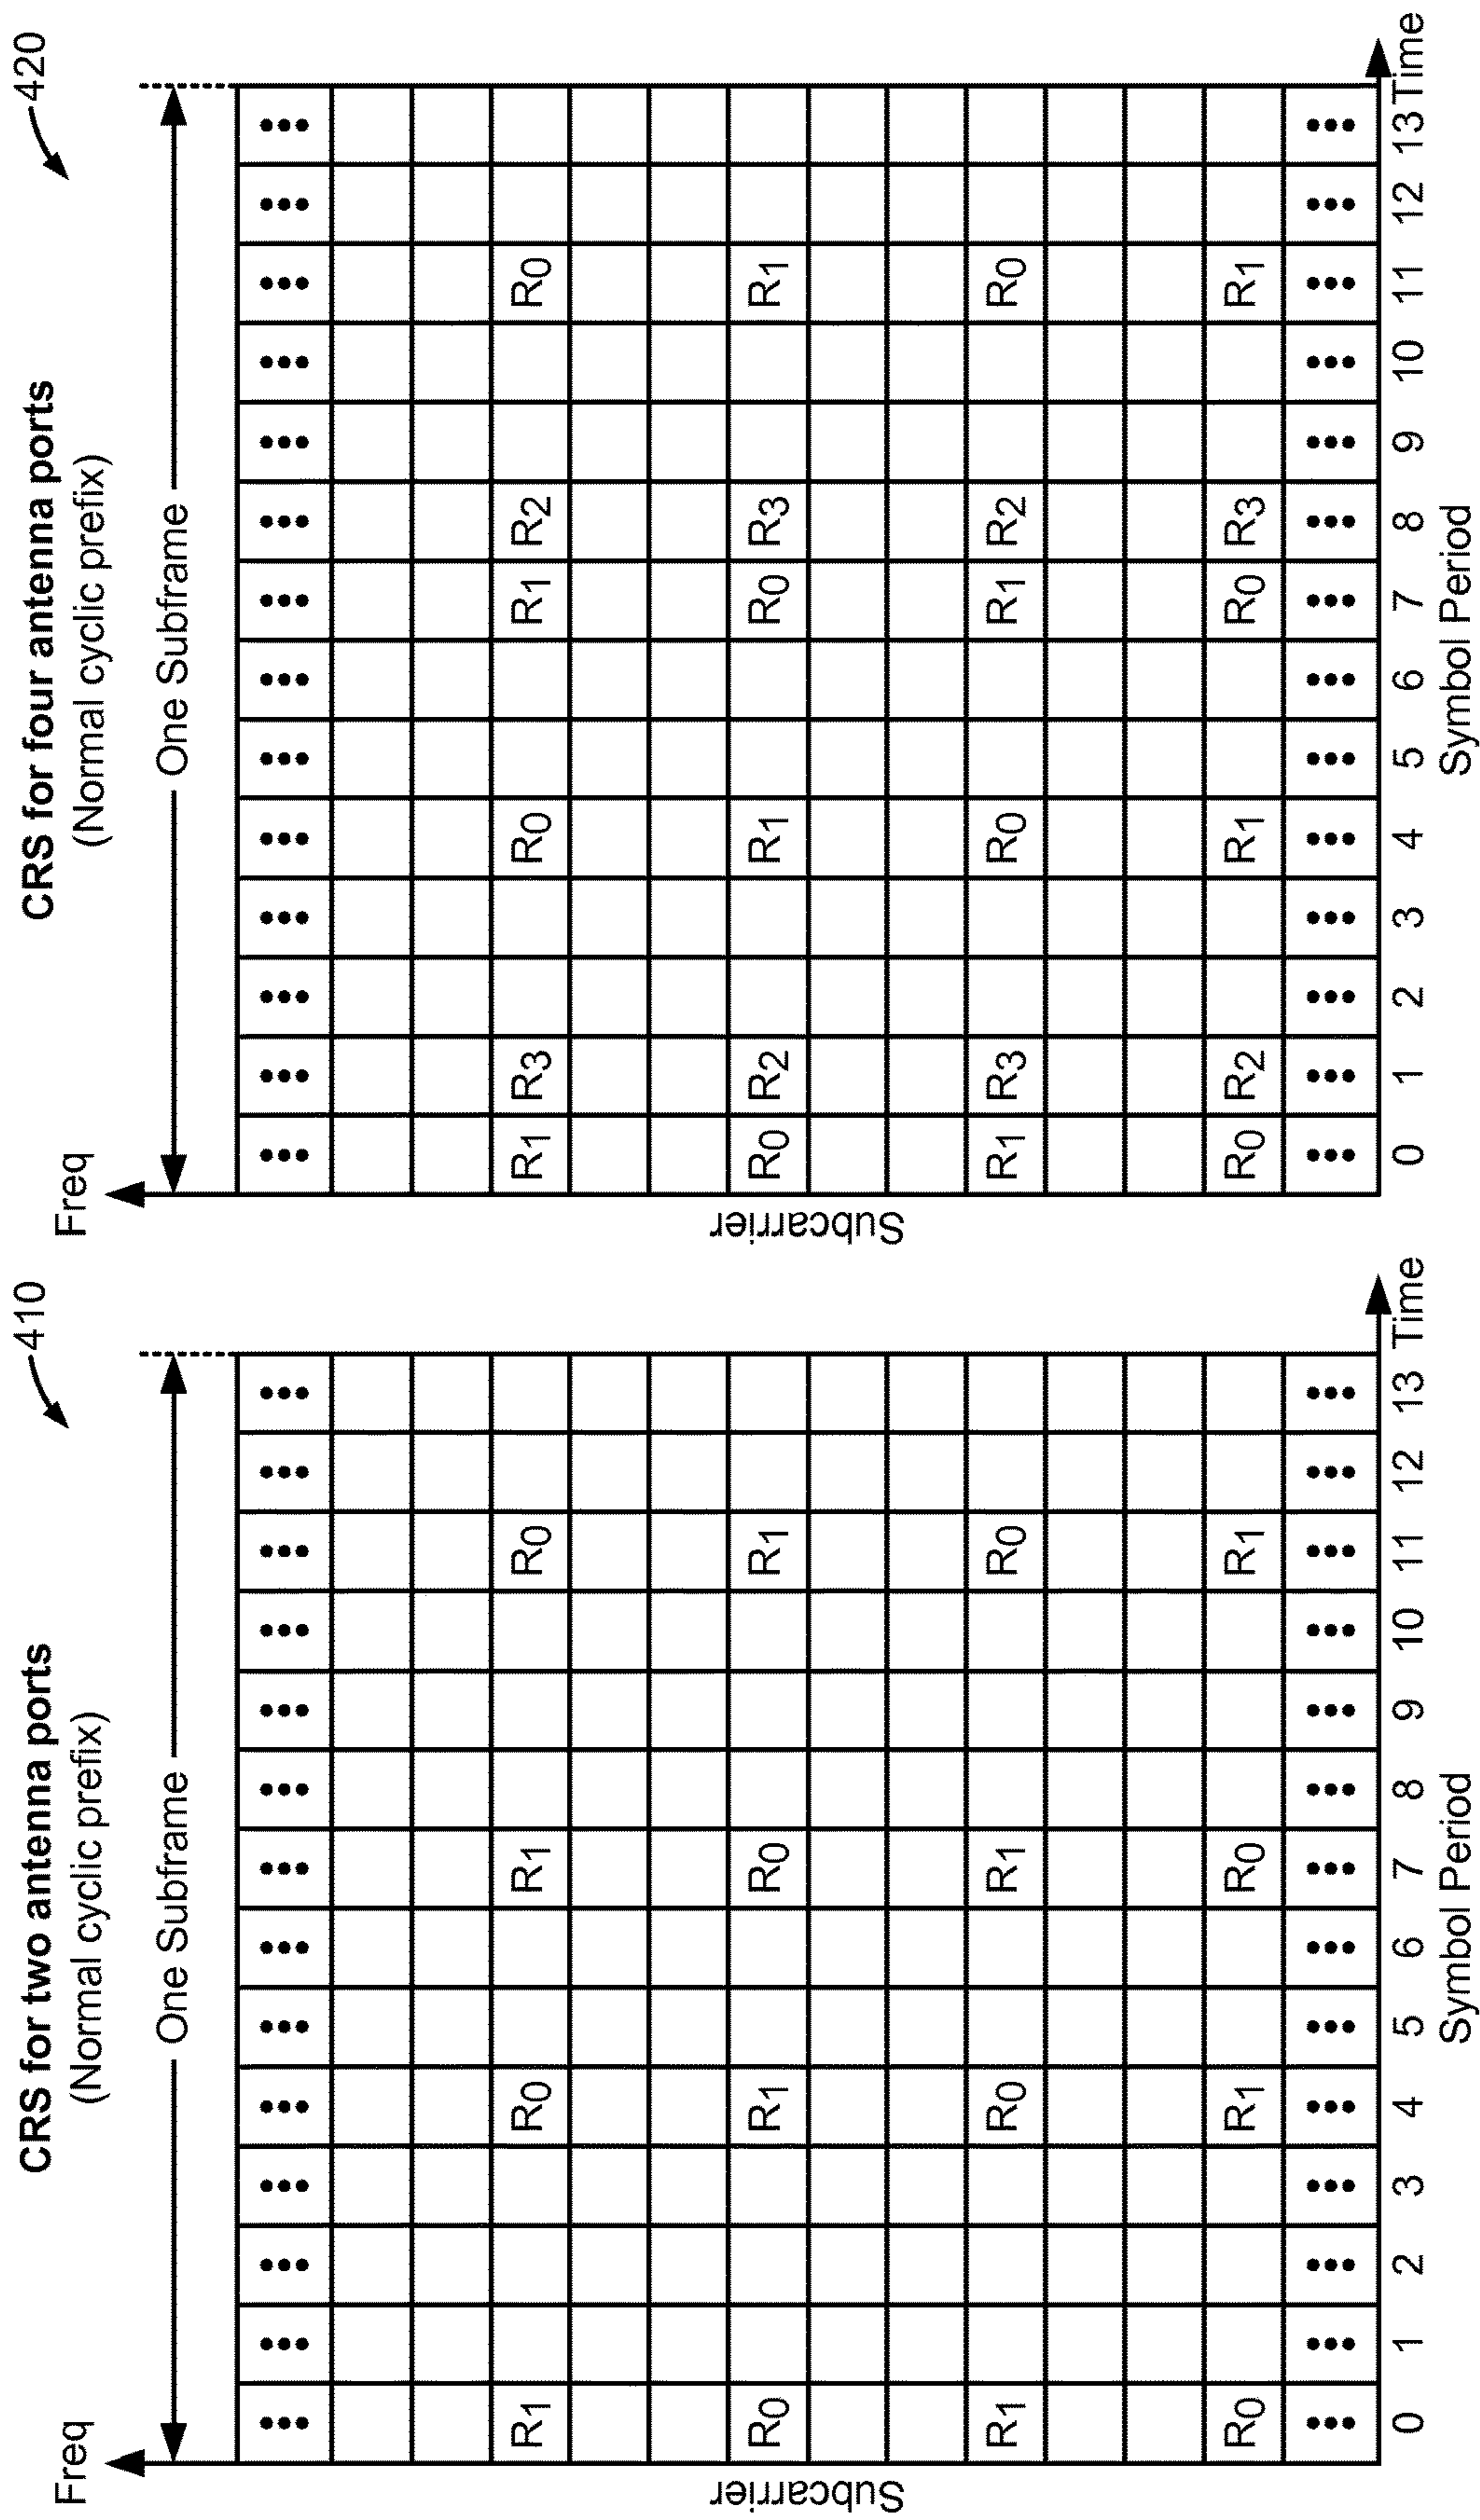 CRS for two antenna ports
(Normal cyclic prefix)
410
Freq
One Subframe
Subcarrier
••• ••• ••• ••• ••• ••• ••• ••• ••• ••• ••• ••• ••• •••
R1 R0 R1 R0
R0 R1 R0 R1
R1 R0 R1 R0
R0 R1 R0 R1
••• ••• ••• ••• ••• ••• ••• ••• ••• ••• ••• ••• ••• •••
0 1 2 3 4 5 6 7 8 9 10 11 12 13 Time
Symbol Period
CRS for four antenna ports
(Normal cyclic prefix)
420
Freq
One Subframe
Subcarrier
••• ••• ••• ••• ••• ••• ••• ••• ••• ••• ••• ••• ••• •••
R1 R3 R0 R1 R2 R0
R0 R2 R1 R0 R3 R1
R1 R3 R0 R1 R2 R0
R0 R2 R1 R0 R3 R1
••• ••• ••• ••• ••• ••• ••• ••• ••• ••• ••• ••• ••• •••
0 1 2 3 4 5 6 7 8 9 10 11 12 13 Time
Symbol Period